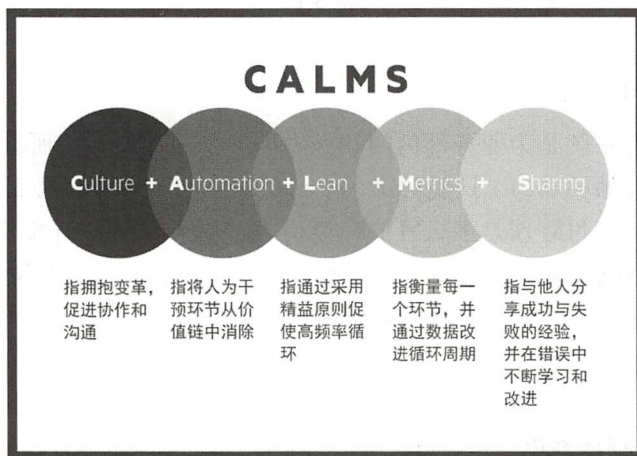 CALMS
Culture + Automation + Lean + Metrics + Sharing
指拥抱变革，
促进协作和
沟通
指将人为干
预环节从价
值链中消除
指通过采用
精益原则促
使高频率循
环
指衡量每一
个环节，并
通过数据改
进循环周期
指与他人分
享成功与失
败的经验，
并在错误中
不断学习和
改进